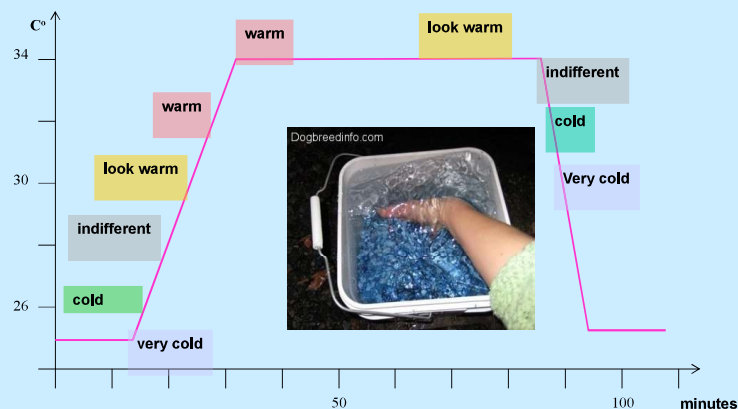 C°
34
30
26
50
100
minutes
warm
look warm
warm
indifferent
cold
look warm
Very cold
indifferent
cold
very cold
Dogbreedinfo.com